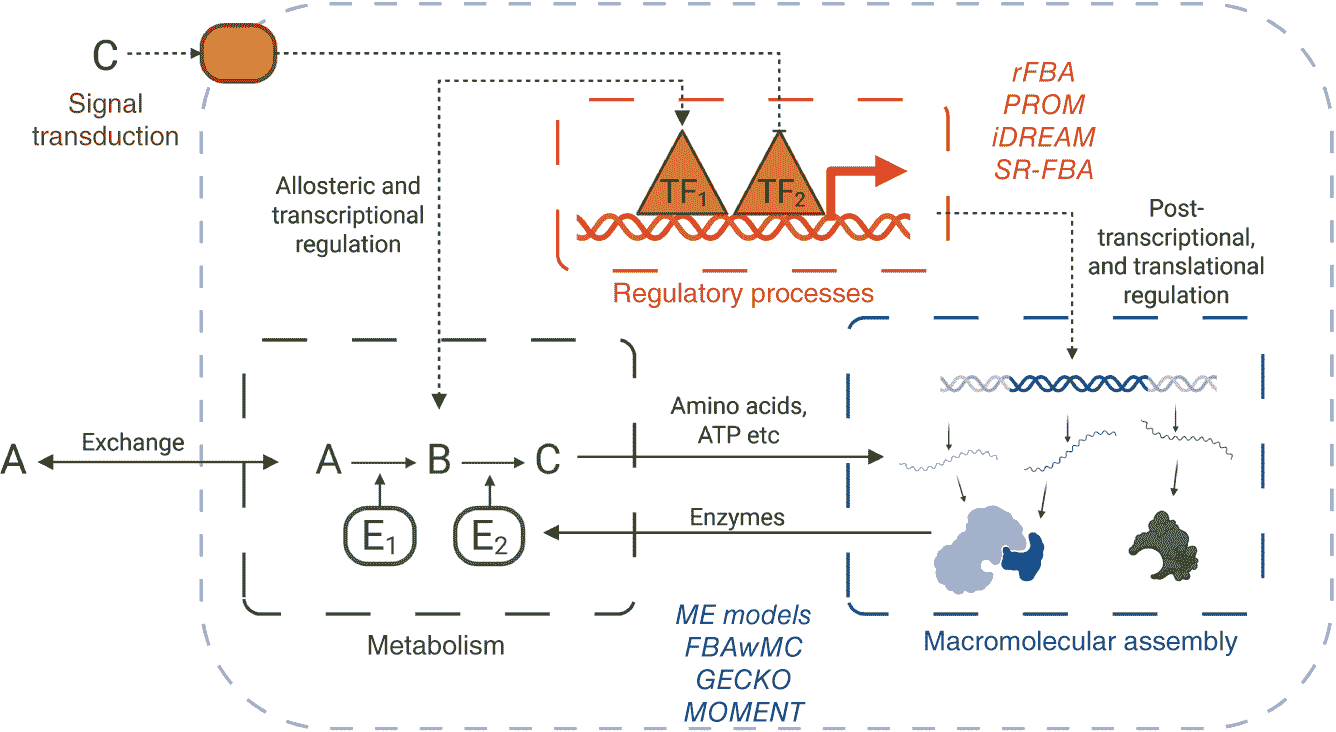 C
Signal
transduction
Allosteric and
transcriptional
regulation
TF1
TF2
Regulatory processes
rFBA
PROM
iDREAM
SR-FBA
Post-
transcriptional,
and translational
regulation
A
Exchange
A
B
C
E1
E2
Metabolism
Amino acids,
ATP etc
Enzymes
ME models
FBAwMC
GECKO
MOMENT
Macromolecular assembly